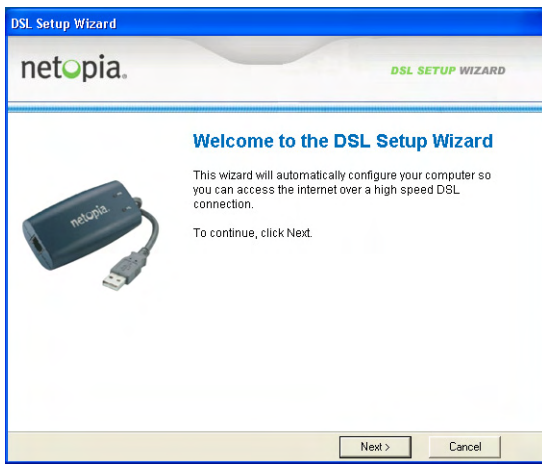 DSL Setup Wizard
netopia.
DSL SETUP WIZARD
Welcome to the DSL Setup Wizard
This wizard will automatically configure your computer so
you can access the internet over a high speed DSL
connection.
To continue, click Next.
netopia.
Next >
Cancel